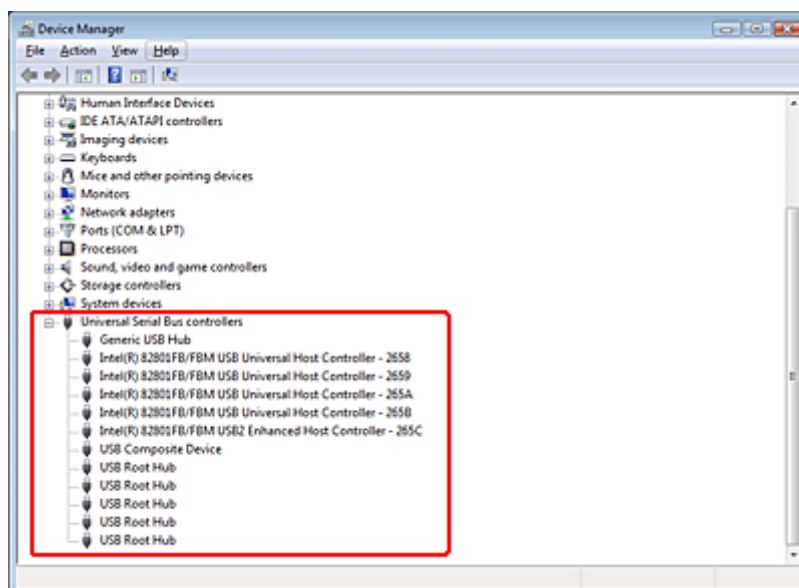 Device Manager
File Action View Help
Human Interface Devices
IDE ATA/ATAPI controllers
Imaging devices
Keyboards
Mice and other pointing devices
Monitors
Network adapters
Ports (COM & LPT)
Processors
Sound, video and game controllers
Storage controllers
System devices
Universal Serial Bus controllers
Generic USB Hub
Intel(R) 82801FB/FBM USB Universal Host Controller - 2658
Intel(R) 82801FB/FBM USB Universal Host Controller - 2659
Intel(R) 82801FB/FBM USB Universal Host Controller - 265A
Intel(R) 82801FB/FBM USB Universal Host Controller - 265B
Intel(R) 82801FB/FBM USB2 Enhanced Host Controller - 265C
USB Composite Device
USB Root Hub
USB Root Hub
USB Root Hub
USB Root Hub
USB Root Hub